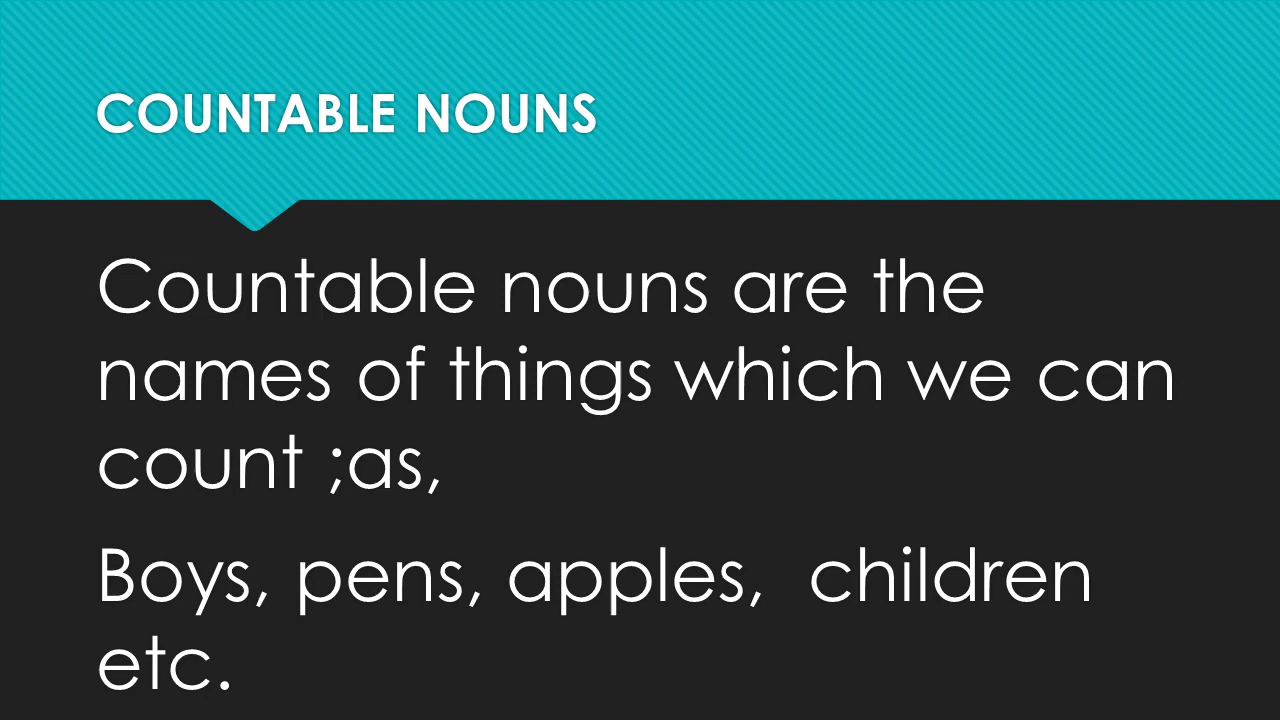 COUNTABLE NOUNS
Countable nouns are the
names of things which we can
count ;as,
Boys, pens, apples,  children
etc.